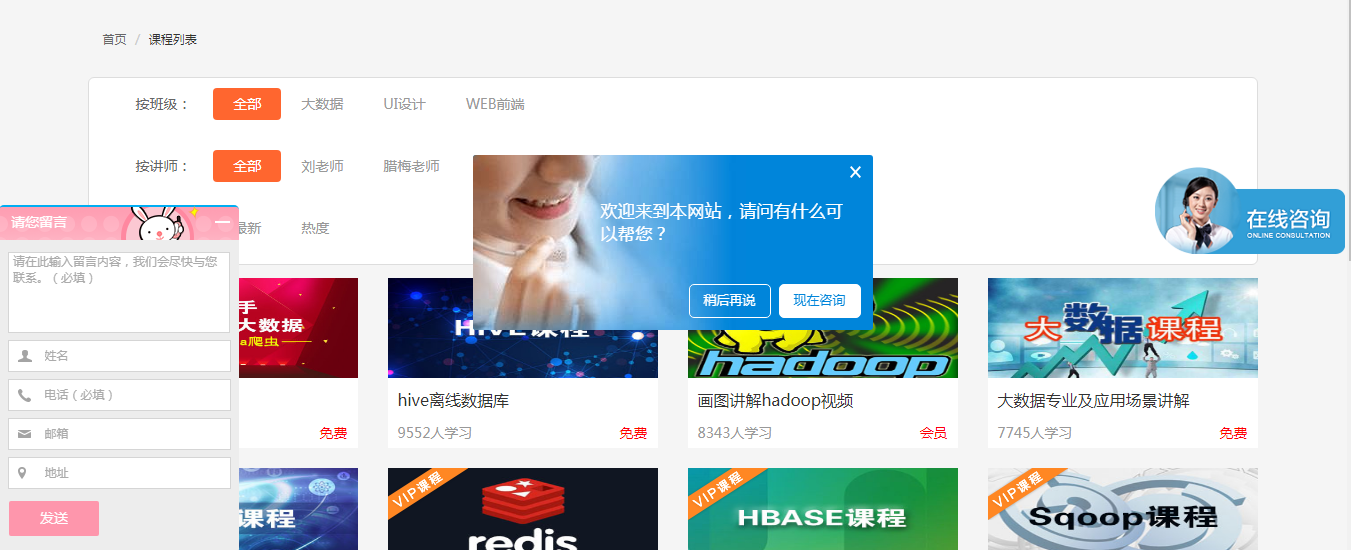 首页 / 课程列表
按班级： 全部 大数据 UI设计 WEB前端
按讲师： 全部 刘老师 腊梅老师
最新 热度
欢迎来到本网站，请问有什么可
以帮您？
稍后再说 现在咨询
在线咨询
ONLINE CONSULTATION
请您留言
请在此输入留言内容，我们会尽快与您
联系。（必填）
姓名
电话（必填）
邮箱
地址
发送
手
大数据
a爬虫
免费
HIVE课程
hive离线数据库
9552人学习 免费
hadoop
画图讲解hadoop视频
8343人学习 会员
大数据课程
大数据专业及应用场景讲解
7745人学习 免费
课程
VIP课程
redis
VIP课程
HBASE课程
VIP课程
Sqoop课程